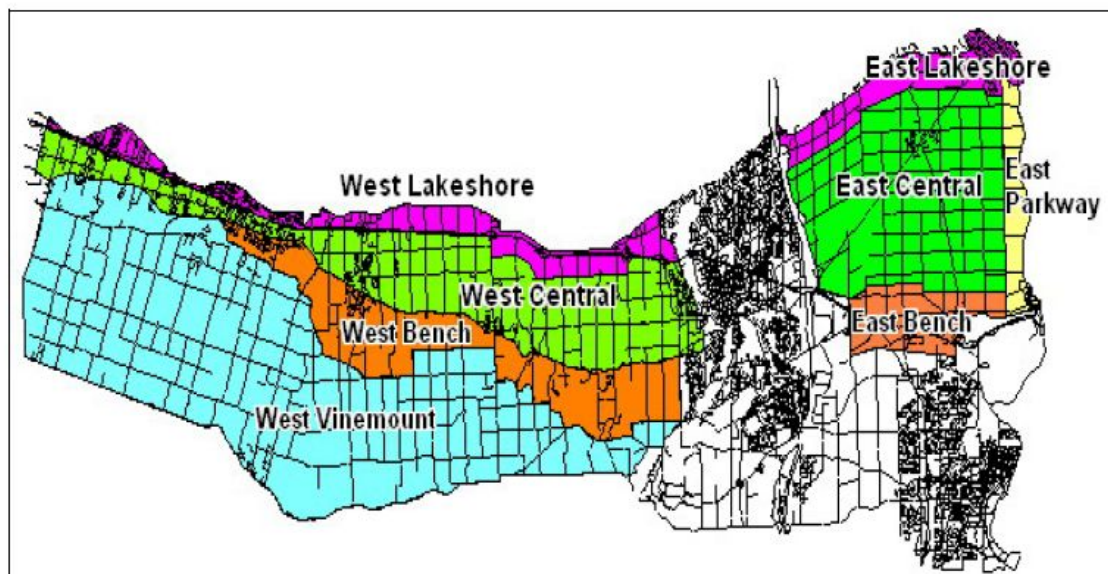 East Lakeshore
West Lakeshore
East Central
East
Parkway
West Central
West Bench
East Bench
West Vinemount